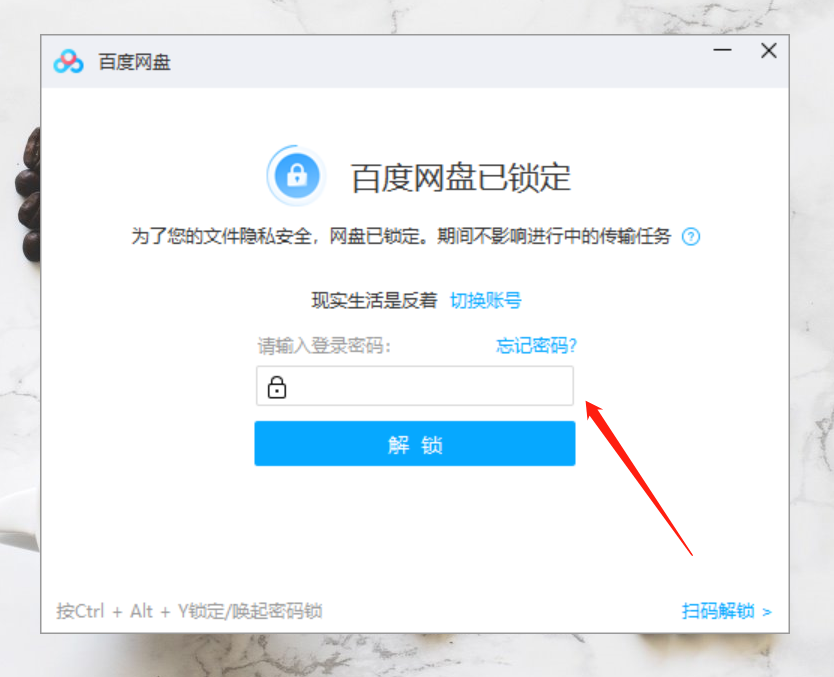 百度网盘
百度网盘已锁定
为了您的文件隐私安全，网盘已锁定。期间不影响进行中的传输任务 ?
现实生活是反着 切换账号
请输入登录密码： 忘记密码?
解 锁
按Ctrl + Alt + Y锁定/唤起密码锁 扫码解锁 >